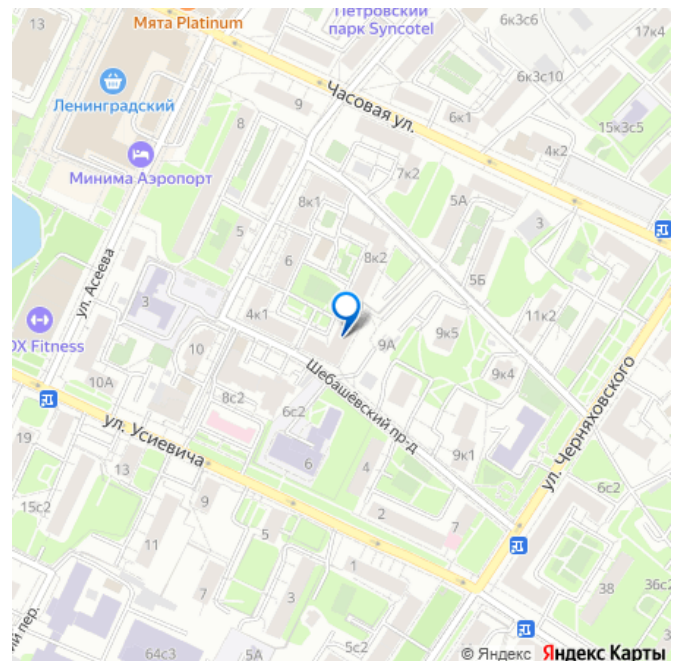 13
Мята Platinum
Петровский
парк Syncotel
6к3с6
17к4
Ленинградский
9
Часовая ул.
6к3с10
6к1
15к3с5
8
4к2
Минима Аэропорт
7к2
8к1
5А
5
3
6
8к2
5Б
ул. Асеева
3
4к1
11к2
9к5
9А
OX Fitness
10
Шебашёвский пр-д
9к4
10А
8с2
6с2
ул. Черняховского
ул. Усиевича
19
13
6
4
9к1
6с2
15с2
9
2
7
11
5
1
7
3
38
36с2
ий пер.
64с3
5А
5с2
© Яндекс Яндекс Карты